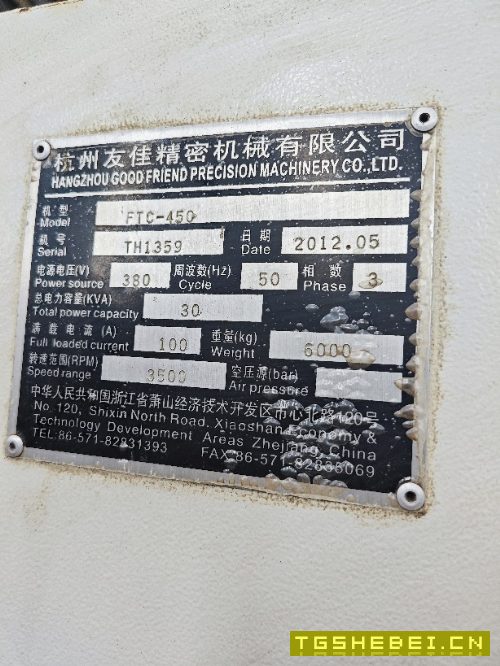 杭州友佳精密机械有限公司
HANGZHOU GOOD FRIEND PRECISION MACHINERY CO.,LTD.
机型 Model FTC-450
机号 Serial TH1359 日期 Date 2012.05
电源电压(V) Power source 380 周波数(Hz) Cycle 50 相数 Phase 3
总电力容量(KVA) Total power capacity 30
满载电流(A) Full loaded current 100 重量(kg) Weight 6000
转速范围(RPM) Speed range 3500 空压源(bar) Air pressure
中华人民共和国浙江省萧山经济技术开发区市心北路120号
No.120, Shixin North Road, Xiaoshan Economy &
Technology Development Areas Zhejiang, China
TEL:86-571-82831393 FAX:86-571-82836069
TGSHEBEI.CN